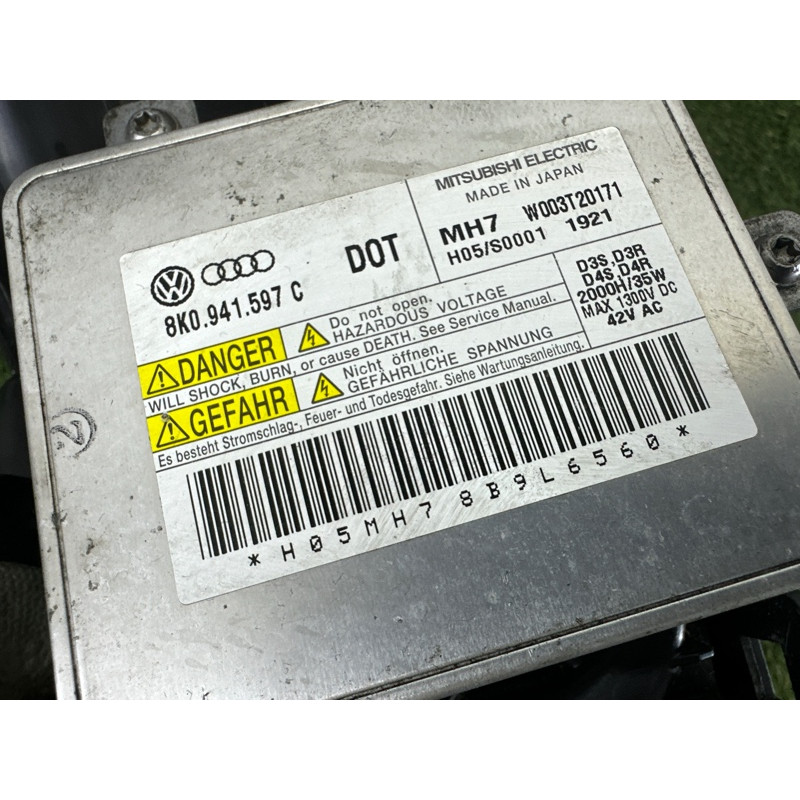 8K0.941.597 C
DOT
MITSUBISHI ELECTRIC
MADE IN JAPAN
MH7 W003T20171
H05/S0001 1921
DANGER
Do not open.
HAZARDOUS VOLTAGE
WILL SHOCK, BURN, or cause DEATH. See Service Manual.
GEFAHR
Nicht öffnen.
GEFÄHRLICHE SPANNUNG
Es besteht Stromschlag-, Feuer- und Todesgefahr. Siehe Wartungsanleitung.
D3S, D3R
D4S, D4R
2000H/35W
MAX 1300V DC
42V AC
*H05MH78B9L6560*